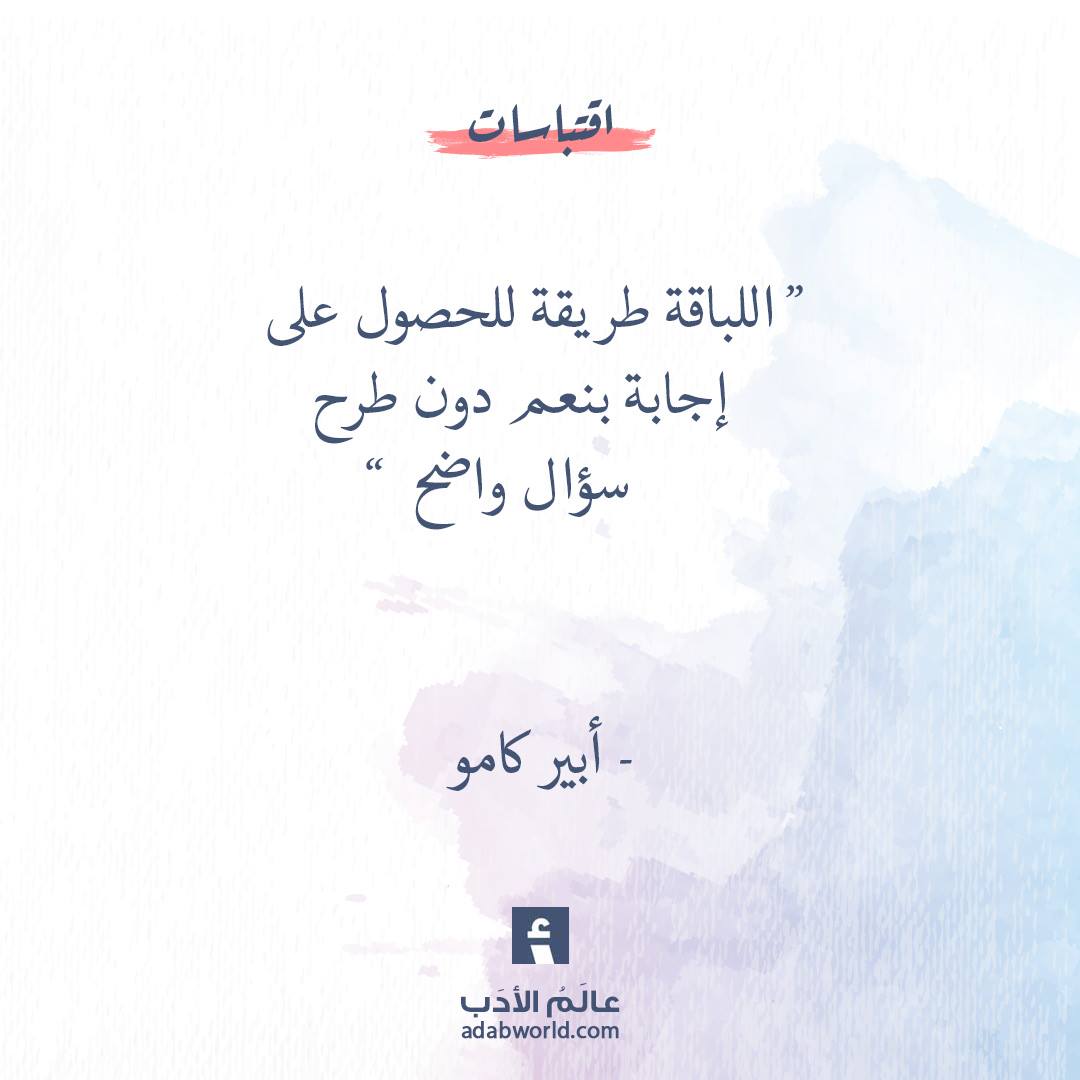 اقتباسات
” اللباقة طريقة للحصول على
إجابة بنعم دون طرح
سؤال واضح “
- أبير كامو
أ
عالَمُ الأدَب
adabworld.com